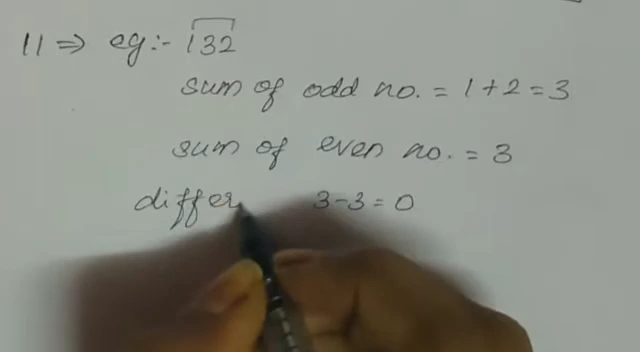 11 ⇒ eg:- 132
sum of odd no. = 1+2=3
sum of even no. = 3
differ 3-3=0